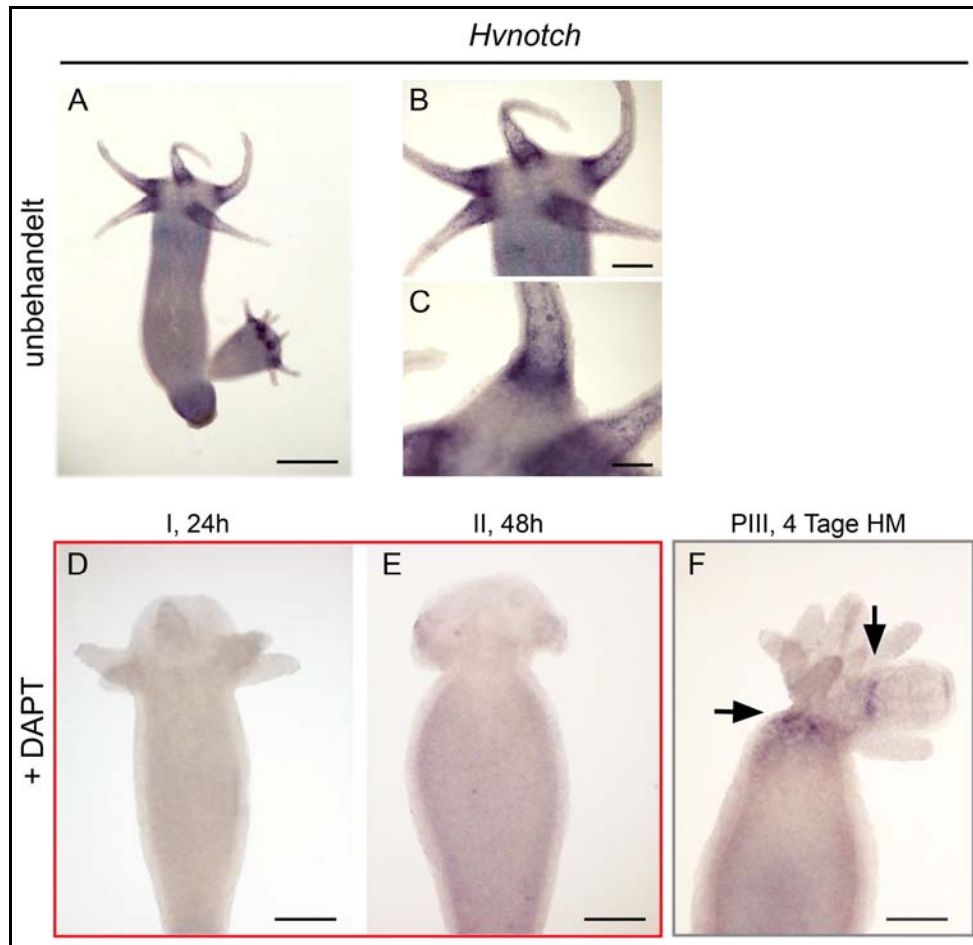 Hvnotch
unbehandelt
A
B
C
I, 24h
II, 48h
PIII, 4 Tage HM
+ DAPT
D
E
F